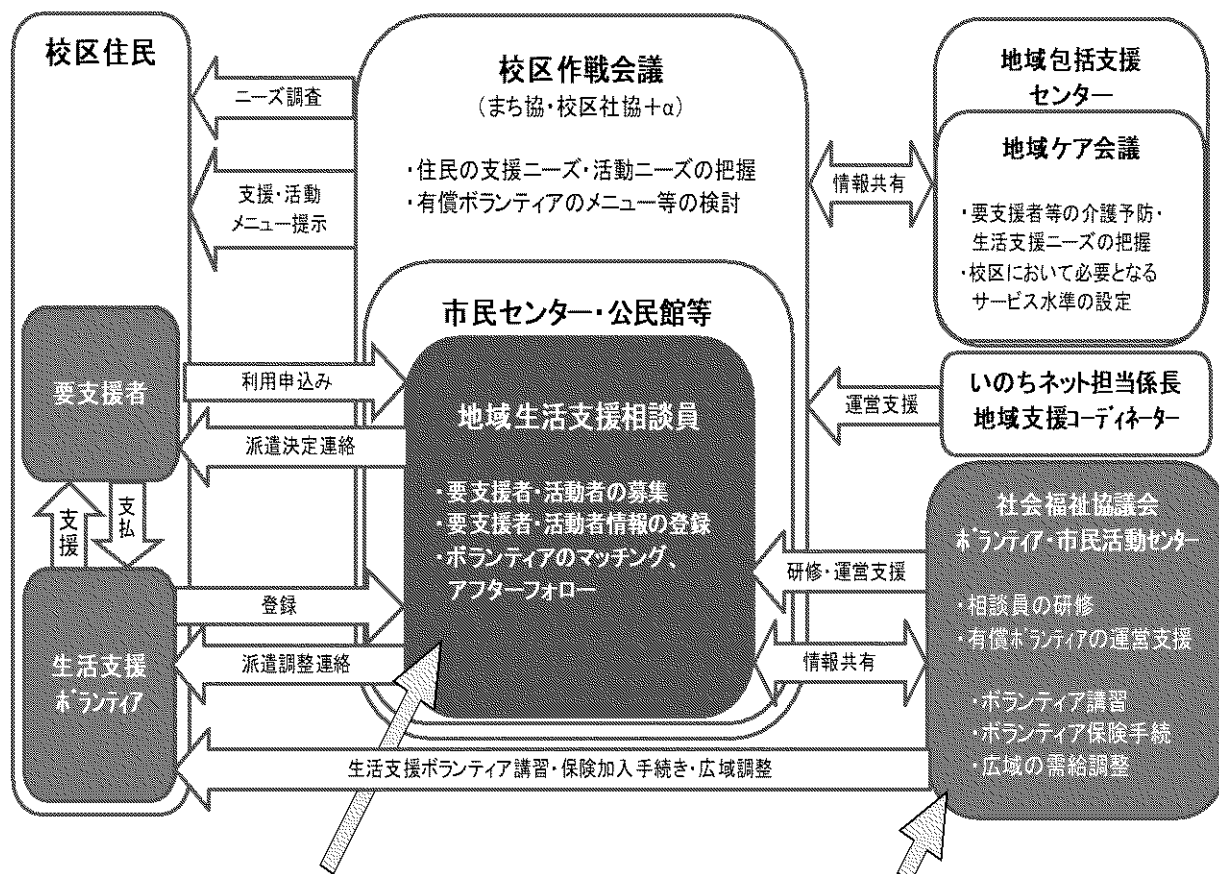 校区住民
校区作戦会議
(まち協・校区社協+α)
・住民の支援ニーズ・活動ニーズの把握
・有償ボランティアのメニュー等の検討
ニーズ調査
支援・活動
メニュー提示
情報共有
地域包括支援
センター
地域ケア会議
・要支援者等の介護予防・
生活支援ニーズの把握
・校区において必要となる
サービス水準の設定
市民センター・公民館等
要支援者
利用申込み
派遣決定連絡
地域生活支援相談員
・要支援者・活動者の募集
・要支援者・活動者情報の登録
・ボランティアのマッチング、
アフターフォロー
運営支援
いのちネット担当係長
地域支援コーディネーター
支援
支払
生活支援
ボランティア
登録
派遣調整連絡
研修・運営支援
情報共有
社会福祉協議会
ボランティア・市民活動センター
・相談員の研修
・有償ボランティアの運営支援
・ボランティア講習
・ボランティア保険手続
・広域の需給調整
生活支援ボランティア講習・保険加入手続き・広域調整